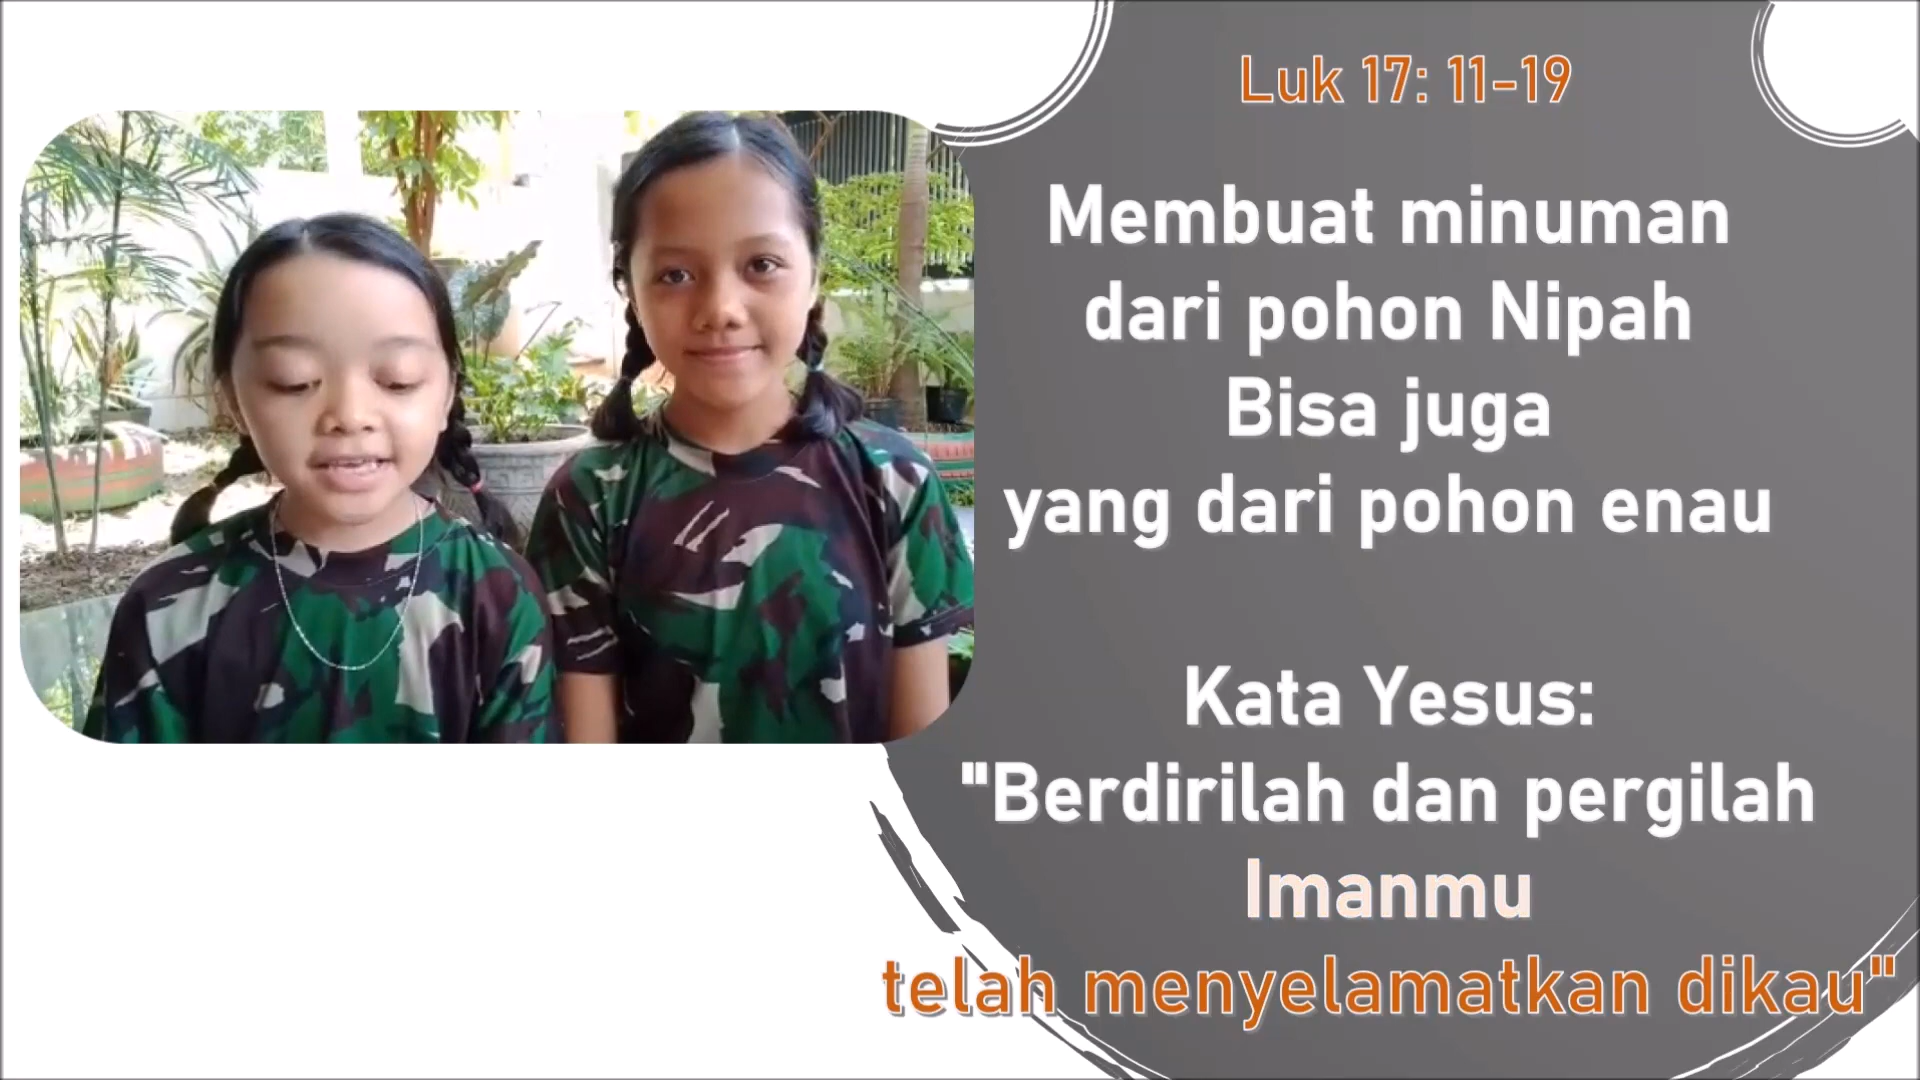 Luk 17: 11-19
Membuat minuman
dari pohon Nipah
Bisa juga
yang dari pohon enau
Kata Yesus:
"Berdirilah dan pergilah
Imanmu
telah menyelamatkan dikau"